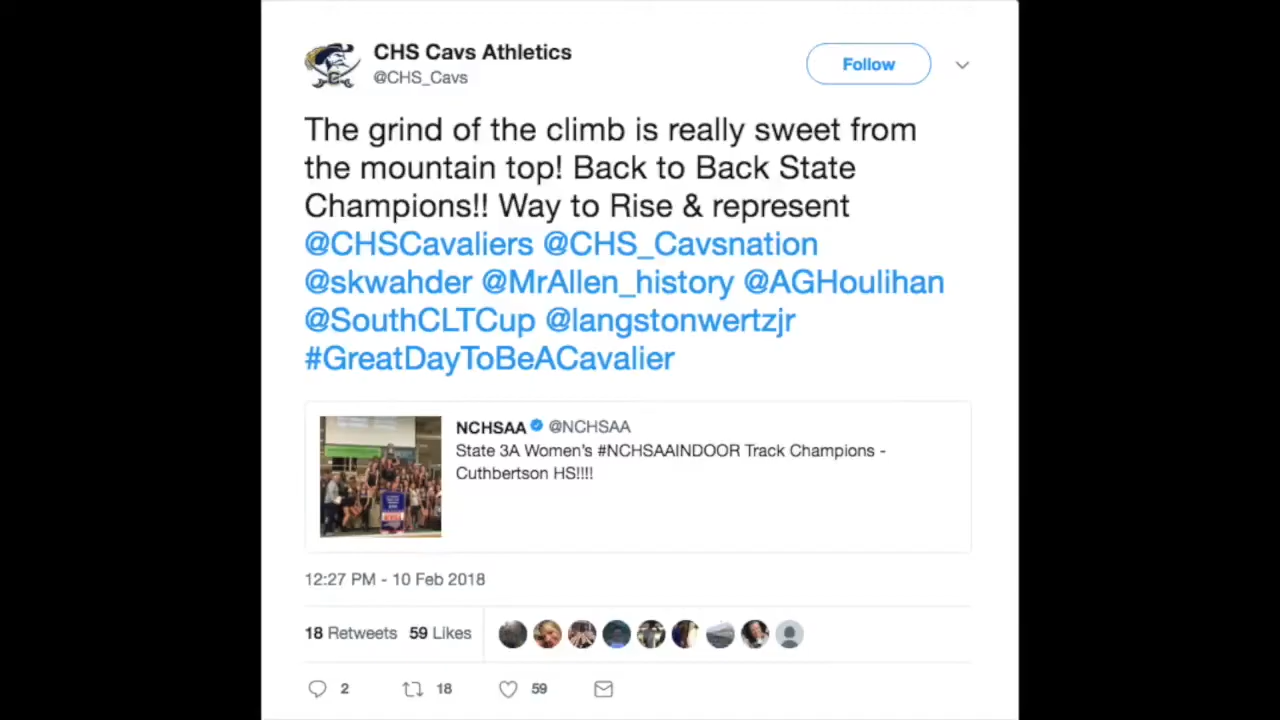 CHS Cavs Athletics
@CHS_Cavs
Follow
The grind of the climb is really sweet from
the mountain top! Back to Back State
Champions!! Way to Rise & represent
@CHSCavaliers @CHS_Cavsnation
@skwahder @MrAllen_history @AGHoulihan
@SouthCLTCup @langstonwertzjr
#GreatDayToBeACavalier
NCHSAA @NCHSAA
State 3A Women's #NCHSAAINDOOR Track Champions -
Cuthbertson HS!!!!
12:27 PM - 10 Feb 2018
18 Retweets 59 Likes
2 18 59